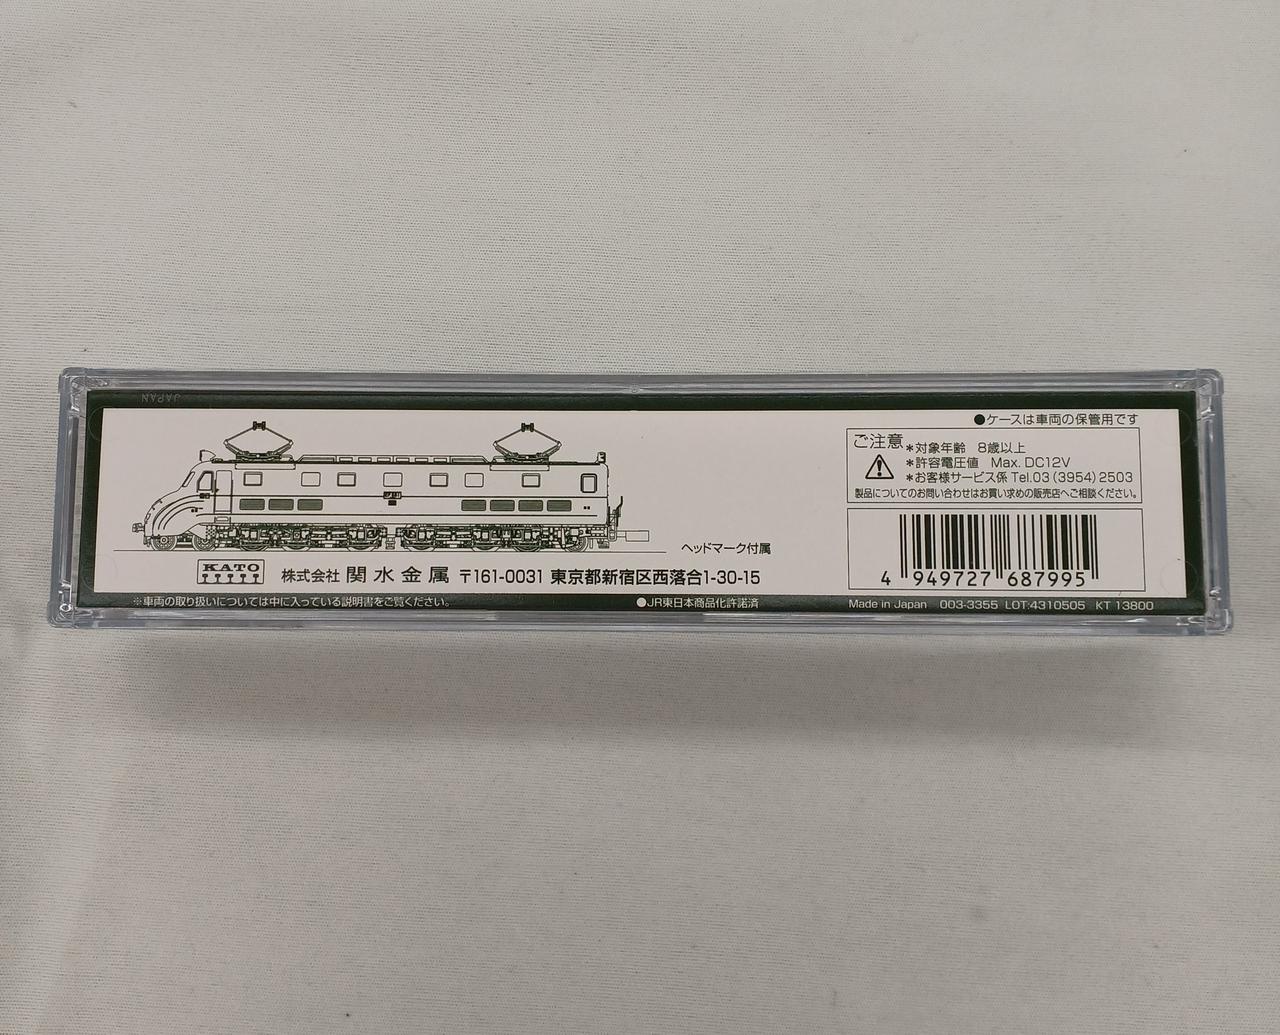 JAPAN
●ケースは車両の保管用です
ご注意
＊対象年齢 8歳以上
＊許容電圧値 Max. DC12V
＊お客様サービス係 Tel.03(3954)2503
製品についてのお問い合わせはお買い求めの販売店へご相談ください。
ヘッドマーク付属
KATO 株式会社 関水金属 〒161-0031 東京都新宿区西落合1-30-15
4 949727 687995
※車両の取り扱いについては中に入っている説明書をご覧ください。
●JR東日本商品化許諾済
Made in Japan 003-3355 LOT:4310505 KT 13800